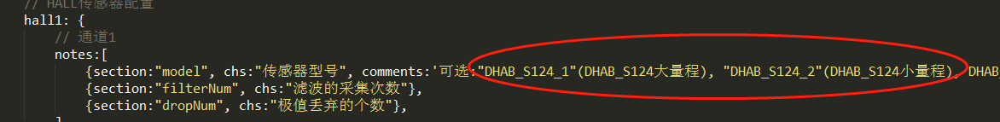 // HALL传感器配置
hall1: {
// 通道1
notes:[
{section:"model", chs:"传感器型号", comments:'可选:"DHAB_S124_1"(DHAB_S124大量程), "DHAB_S124_2"(DHAB_S124小量程), DHAB_
{section:"filterNum", chs:"滤波的采集次数"},
{section:"dropNum", chs:"极值丢弃的个数"},
]